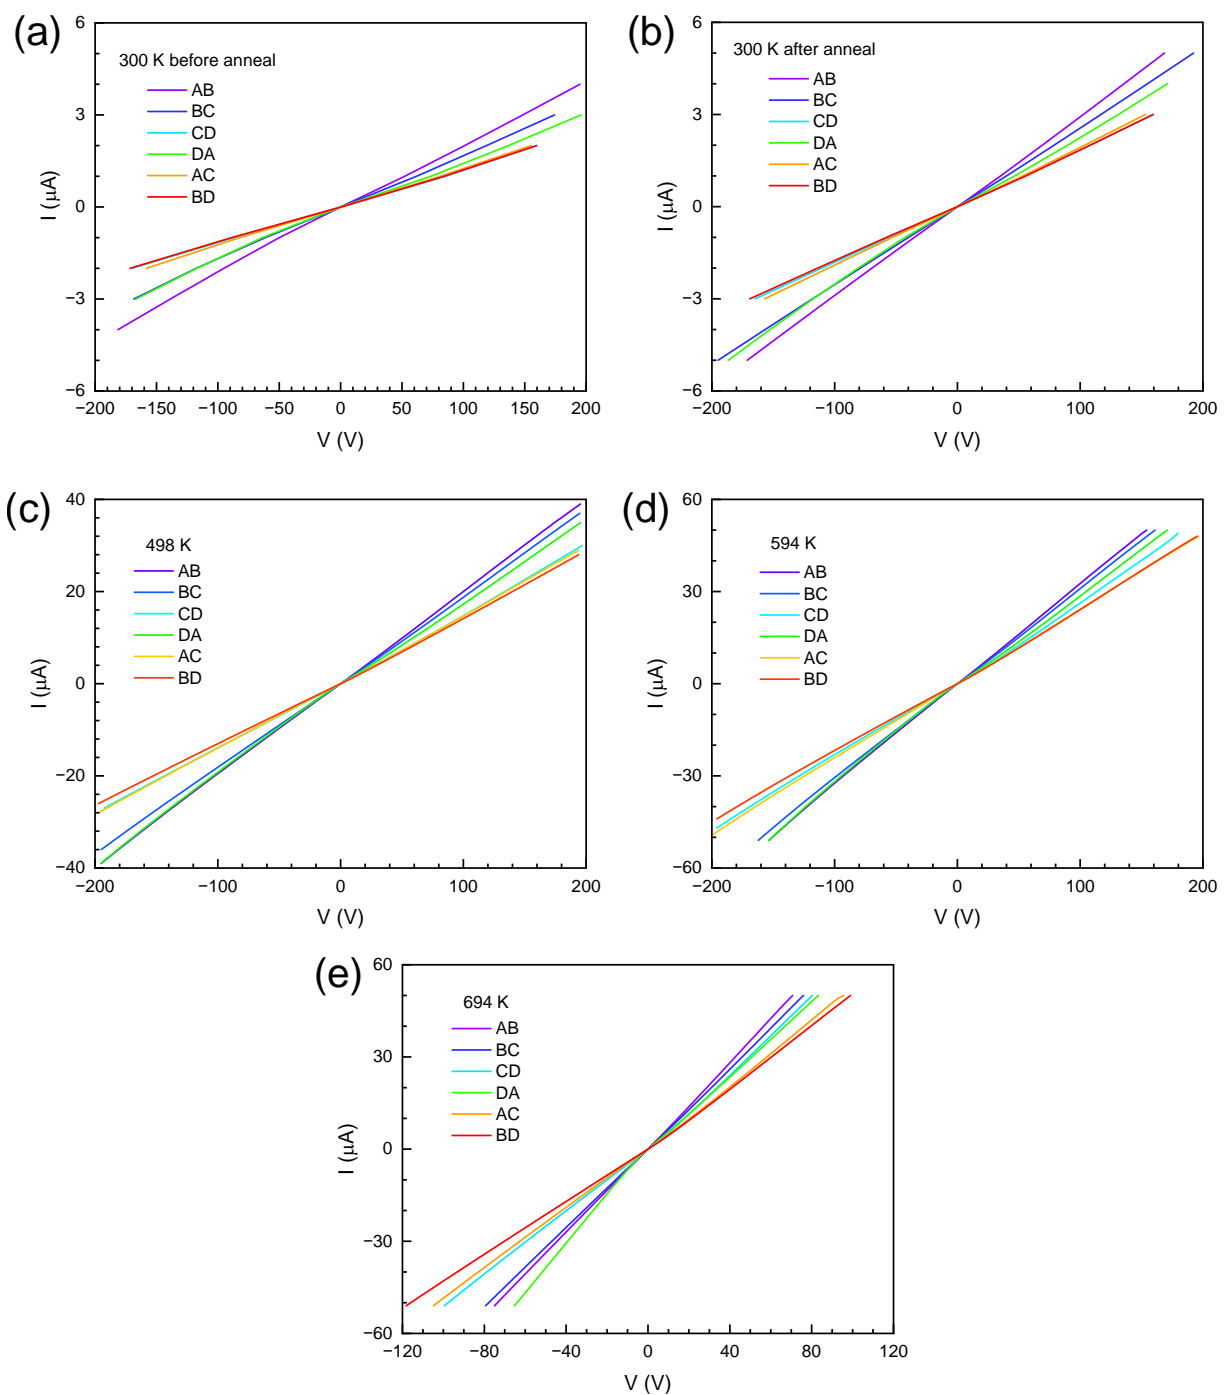 (a)
300 K before anneal
AB
BC
CD
DA
AC
BD
6
3
0
−3
−6
I (μA)
−200 −150 −100 −50 0 50 100 150 200
V (V)
(b)
300 K after anneal
AB
BC
CD
DA
AC
BD
6
3
0
−3
−6
I (μA)
−200 −100 0 100 200
V (V)
(c)
498 K
AB
BC
CD
DA
AC
BD
40
20
0
−20
−40
I (μA)
−200 −100 0 100 200
V (V)
(d)
594 K
AB
BC
CD
DA
AC
BD
60
30
0
−30
−60
I (μA)
−200 −100 0 100 200
V (V)
(e)
694 K
AB
BC
CD
DA
AC
BD
60
30
0
−30
−60
I (μA)
−120 −80 −40 0 40 80 120
V (V)